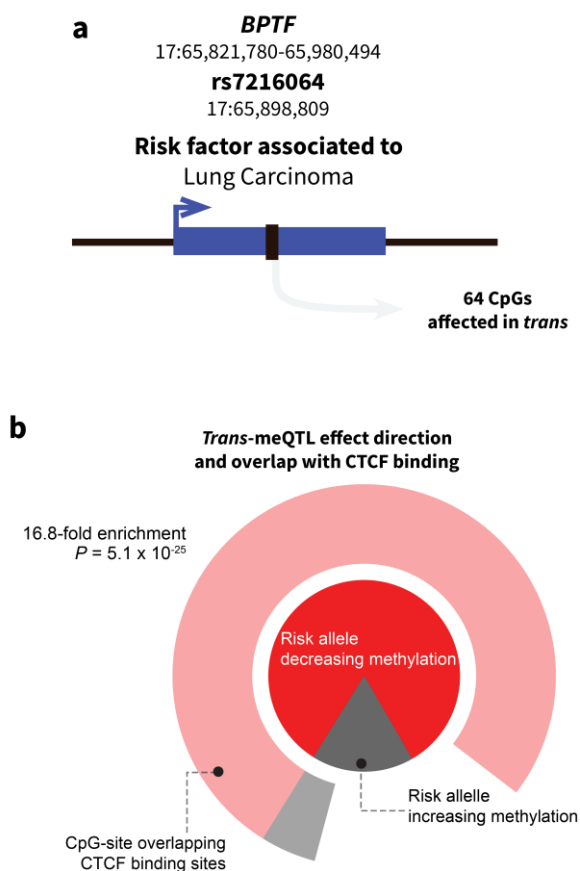 a
BPTF
17:65,821,780-65,980,494
rs7216064
17:65,898,809
Risk factor associated to
Lung Carcinoma
64 CpGs
affected in trans
b
Trans-meQTL effect direction
and overlap with CTCF binding
16.8-fold enrichment
P = 5.1 x 10⁻²⁵
Risk allele
decreasing methylation
Risk allelle
increasing methylation
CpG-site overlapping
CTCF binding sites